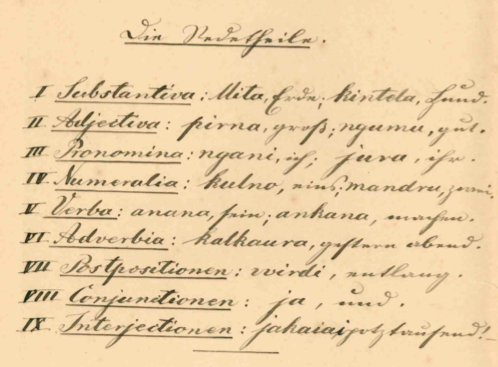 Die Redetheile.
I Substantiva: Mita, Erde; kintela, Hund.
II Adjectiva: pirna, groß; ngumu, gut.
III Pronomina: ngani, ich; jura, ihr.
IV Numeralia: kulno, eins; mandru, zwei.
V Verba: anana, sein; ankana, machen.
VI Adverbia: kalkaura, gestern abend.
VII Postpositionen: wirdi, entlang.
VIII Conjunctionen: ja, und.
IX Interjectionen: jakaiai, potztausend!